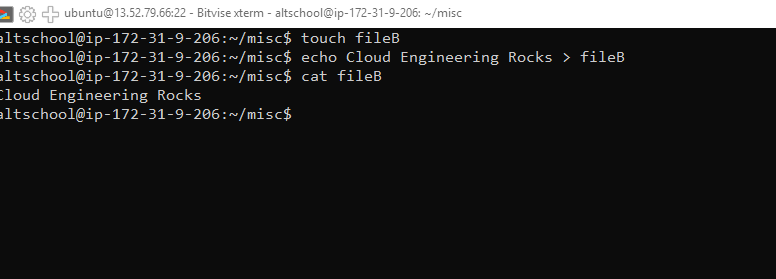 ubuntu@13.52.79.66:22 - Bitvise xterm - altschool@ip-172-31-9-206: ~/misc
altschool@ip-172-31-9-206:~/misc$ touch fileB
altschool@ip-172-31-9-206:~/misc$ echo Cloud Engineering Rocks > fileB
altschool@ip-172-31-9-206:~/misc$ cat fileB
Cloud Engineering Rocks
altschool@ip-172-31-9-206:~/misc$